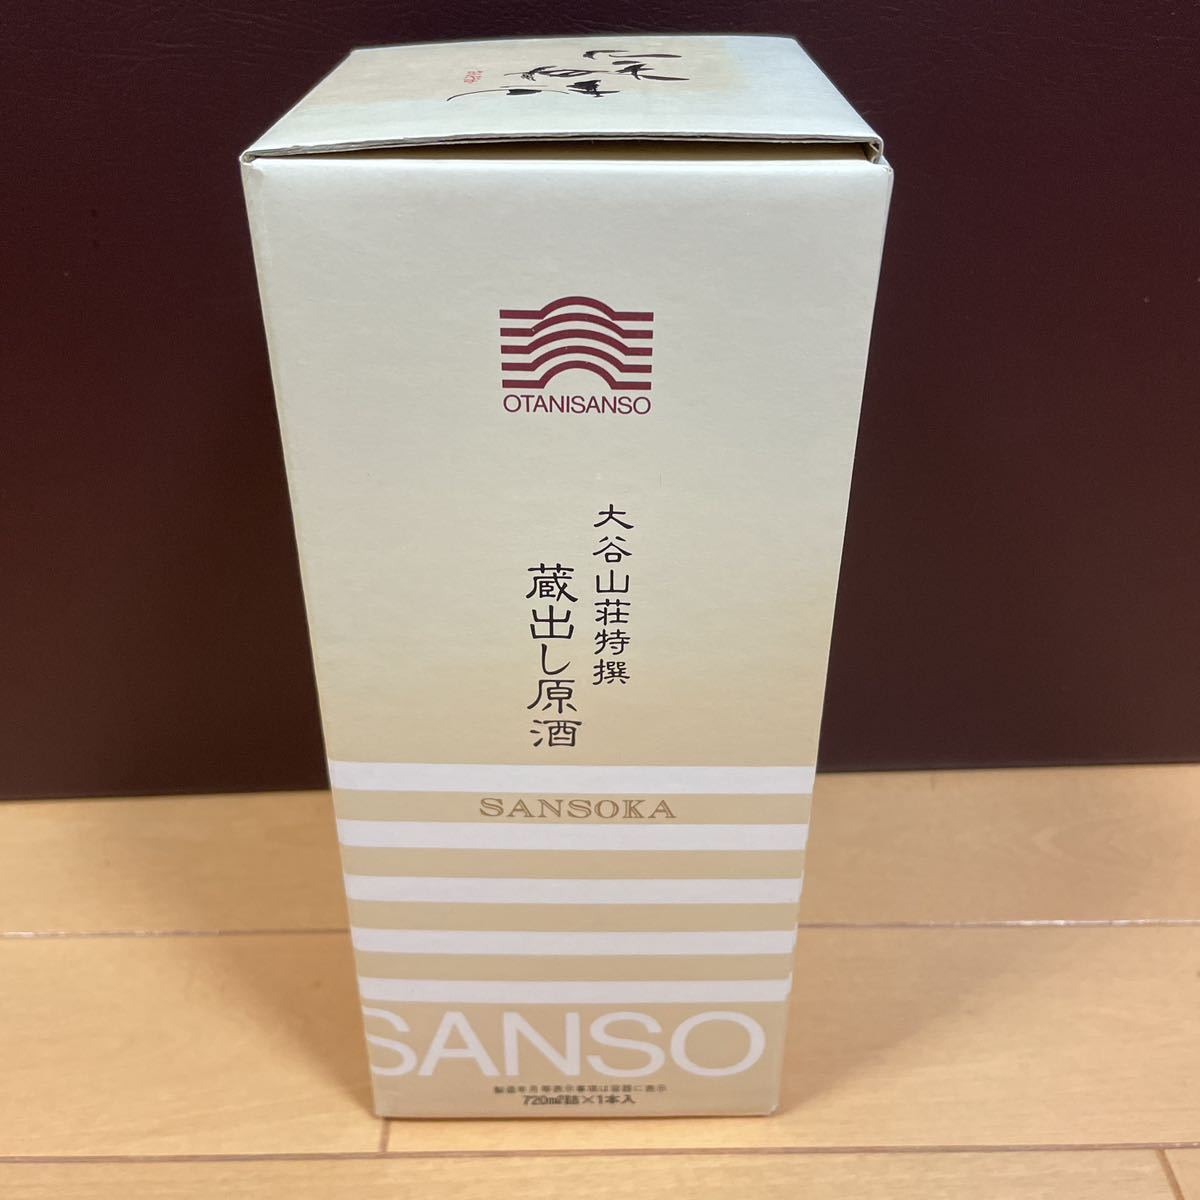 OTANISANSO
大谷山荘特撰
蔵出し原酒
SANSOKA
SANSO
製造年月等表示事項は容器に表示
720㎖詰×1本入